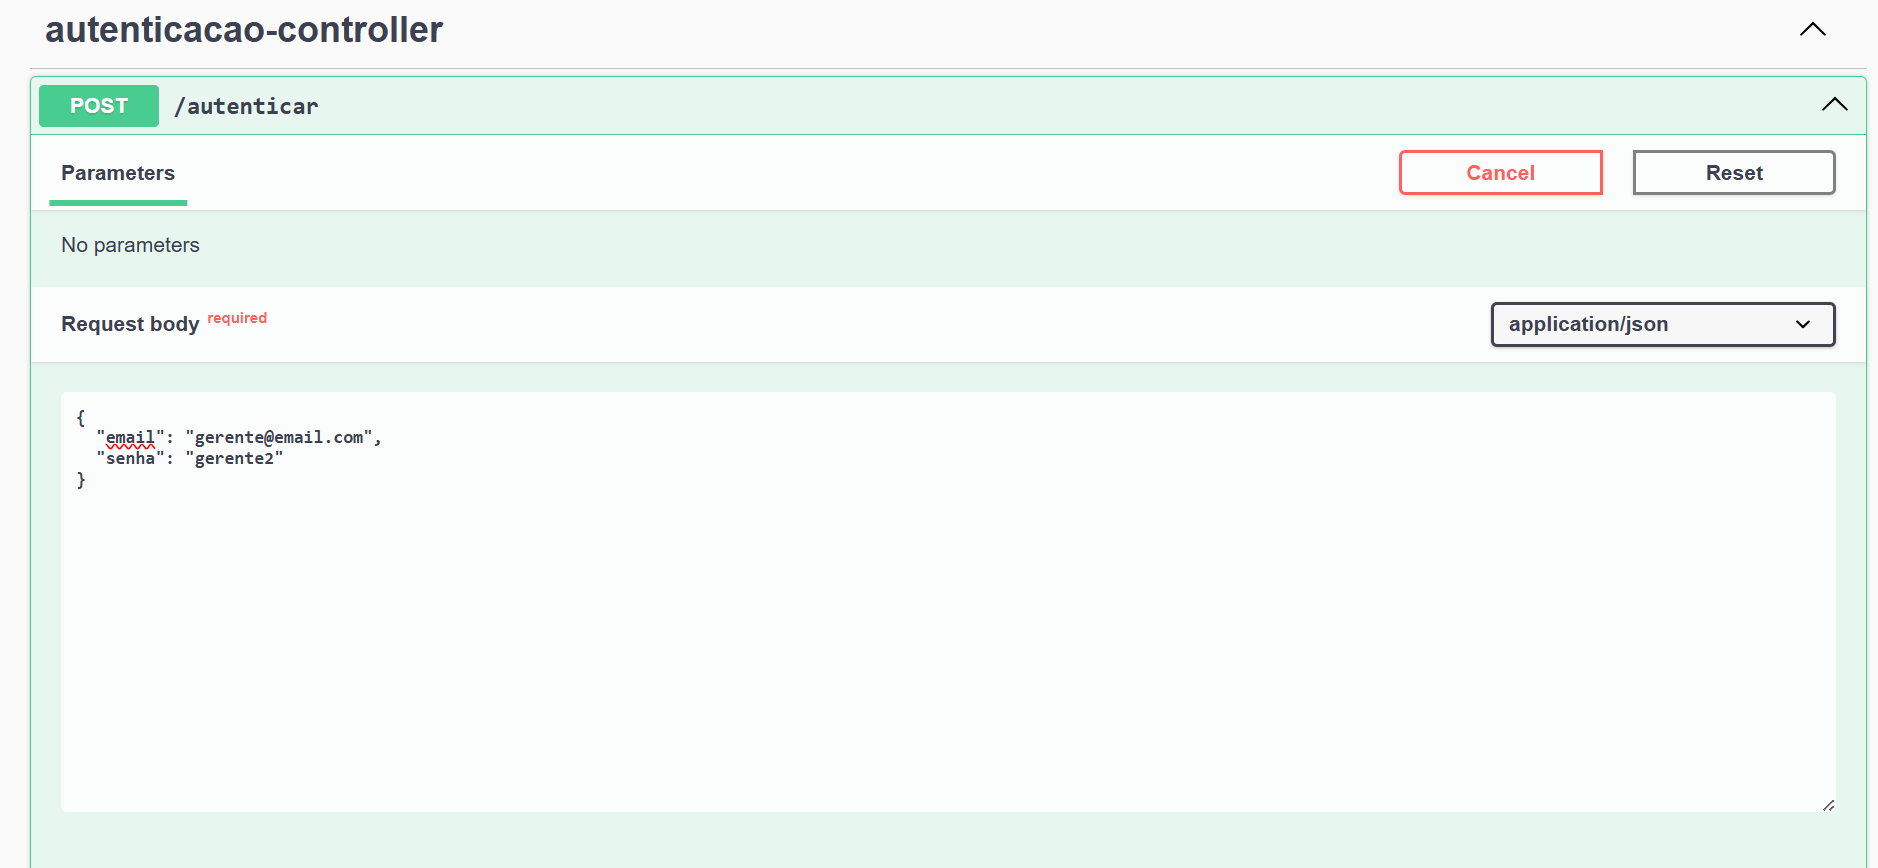 autenticacao-controller
POST /autenticar
Parameters
Cancel
Reset
No parameters
Request body required
application/json
{
  "email": "gerente@email.com",
  "senha": "gerente2"
}